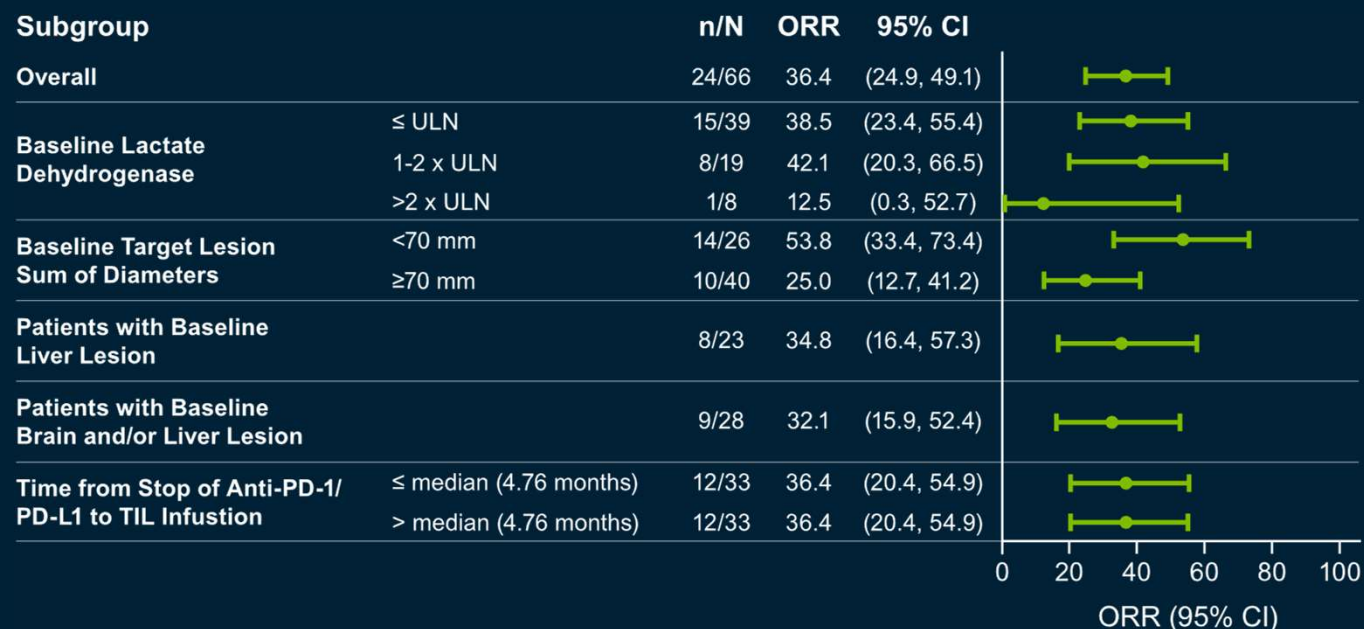 Subgroup n/N ORR 95% CI
Overall 24/66 36.4 (24.9, 49.1)
Baseline Lactate
Dehydrogenase
≤ ULN 15/39 38.5 (23.4, 55.4)
1-2 x ULN 8/19 42.1 (20.3, 66.5)
>2 x ULN 1/8 12.5 (0.3, 52.7)
Baseline Target Lesion
Sum of Diameters
<70 mm 14/26 53.8 (33.4, 73.4)
≥70 mm 10/40 25.0 (12.7, 41.2)
Patients with Baseline
Liver Lesion
8/23 34.8 (16.4, 57.3)
Patients with Baseline
Brain and/or Liver Lesion
9/28 32.1 (15.9, 52.4)
Time from Stop of Anti-PD-1/
PD-L1 to TIL Infustion
≤ median (4.76 months) 12/33 36.4 (20.4, 54.9)
> median (4.76 months) 12/33 36.4 (20.4, 54.9)
0 20 40 60 80 100
ORR (95% CI)